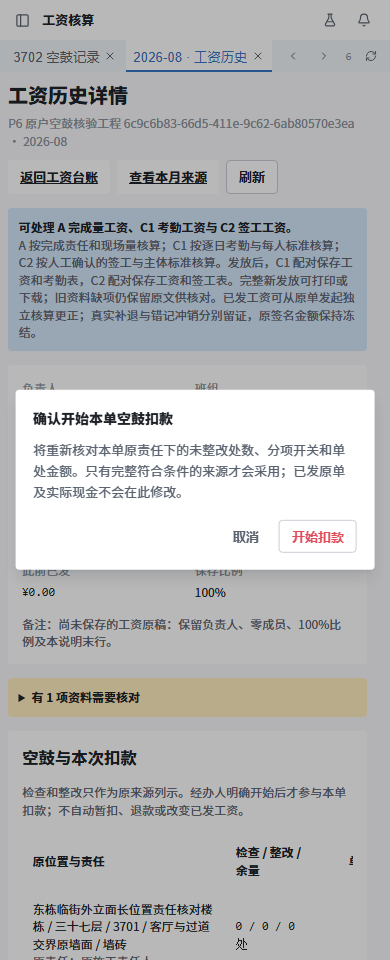 工资核算
3702 空鼓记录 ×
2026-08 · 工资历史 ×
6
工资历史详情
P6 原户空鼓核验工程 6c9c6b83-66d5-411e-9c62-6ab80570e3ea
• 2026-08
返回工资台账 查看本月来源 刷新
可处理 A 完成量工资、C1 考勤工资与 C2 签工工资。
A 按完成责任和现场量核算；C1 按逐日考勤与每人标准核算；
C2 按人工确认的签工与主体标准核算。发放后，C1 配对保存工
资和考勤表，C2 配对保存工资和签工表。完整新发放可打印或
下载；旧资料缺项仍保留原文供核对。已发工资可从原单发起独
立核算更正；真实补退与错记冲销分别留证，原签名金额保持冻
结。
负责人 班组
确认开始本单空鼓扣款
将重新核对本单原责任下的未整改处数、分项开关和单
处金额。只有完整符合条件的来源才会采用；已发原单
及实际现金不会在此修改。
取消 开始扣款
此前已发 保存比例
¥0.00 100%
备注：尚未保存的工资原稿：保留负责人、零成员、100%比
例及本说明末行。
▶ 有 1 项资料需要核对
空鼓与本次扣款
检查和整改只作为原来源列示。经办人明确开始后才参与本单
扣款；不自动暂扣、退款或改变已发工资。
原位置与责任
检查 / 整改 /
余量
东栋临街外立面长位置责任核对楼
栋 / 三十七层 / 3701 / 客厅与过道
交界原墙面 / 墙砖
0 / 0 / 0
处